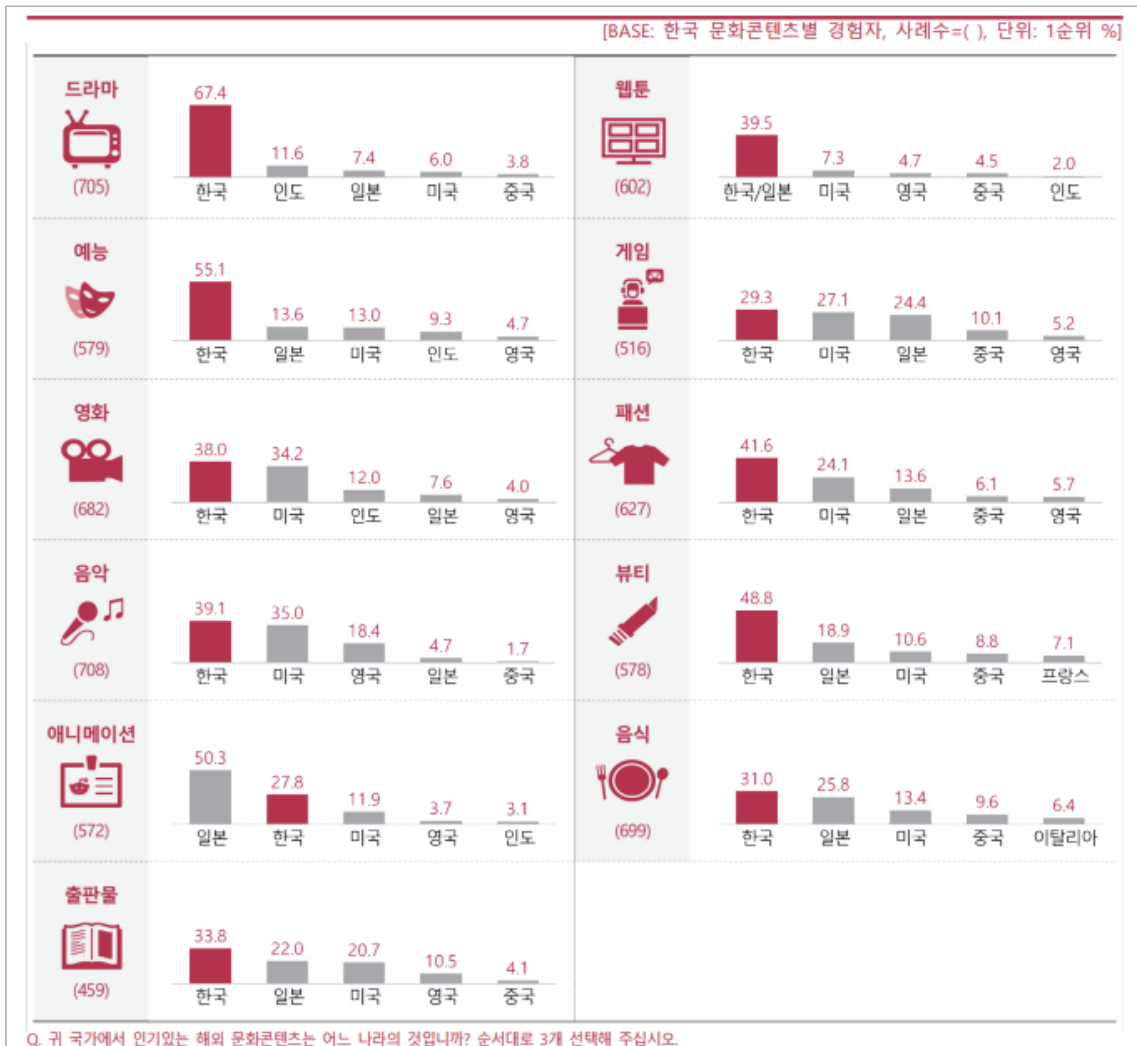 [BASE: 한국 문화콘텐츠별 경험자, 사례수=( ), 단위: 1순위 %]
드라마
(705)
67.4 11.6 7.4 6.0 3.8
한국 인도 일본 미국 중국
웹툰
(602)
39.5 7.3 4.7 4.5 2.0
한국/일본 미국 영국 중국 인도
예능
(579)
55.1 13.6 13.0 9.3 4.7
한국 일본 미국 인도 영국
게임
(516)
29.3 27.1 24.4 10.1 5.2
한국 미국 일본 중국 영국
영화
(682)
38.0 34.2 12.0 7.6 4.0
한국 미국 인도 일본 영국
패션
(627)
41.6 24.1 13.6 6.1 5.7
한국 미국 일본 중국 영국
음악
(708)
39.1 35.0 18.4 4.7 1.7
한국 미국 영국 일본 중국
뷰티
(578)
48.8 18.9 10.6 8.8 7.1
한국 일본 미국 중국 프랑스
애니메이션
(572)
50.3 27.8 11.9 3.7 3.1
일본 한국 미국 영국 인도
음식
(699)
31.0 25.8 13.4 9.6 6.4
한국 일본 미국 중국 이탈리아
출판물
(459)
33.8 22.0 20.7 10.5 4.1
한국 일본 미국 영국 중국
Q. 귀 국가에서 인기있는 해외 문화콘텐츠는 어느 나라의 것입니까? 순서대로 3개 선택해 주십시오.